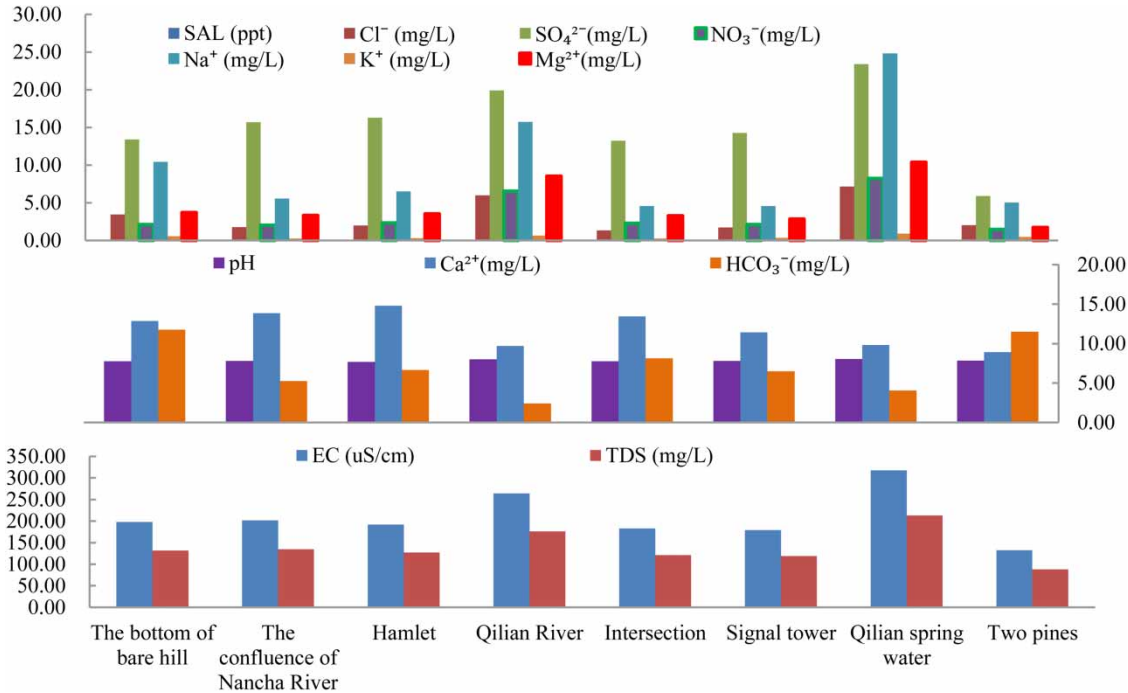 30.00
25.00
20.00
15.00
10.00
5.00
0.00
SAL (ppt) Cl⁻ (mg/L) SO₄²⁻ (mg/L) NO₃⁻(mg/L)
Na⁺ (mg/L) K⁺ (mg/L) Mg²⁺(mg/L)
pH Ca²⁺(mg/L) HCO₃⁻(mg/L)
20.00
15.00
10.00
5.00
0.00
EC (uS/cm) TDS (mg/L)
350.00
300.00
250.00
200.00
150.00
100.00
50.00
0.00
The bottom of
bare hill
The
confluence of
Nancha River
Hamlet
Qilian River
Intersection
Signal tower
Qilian spring
water
Two pines